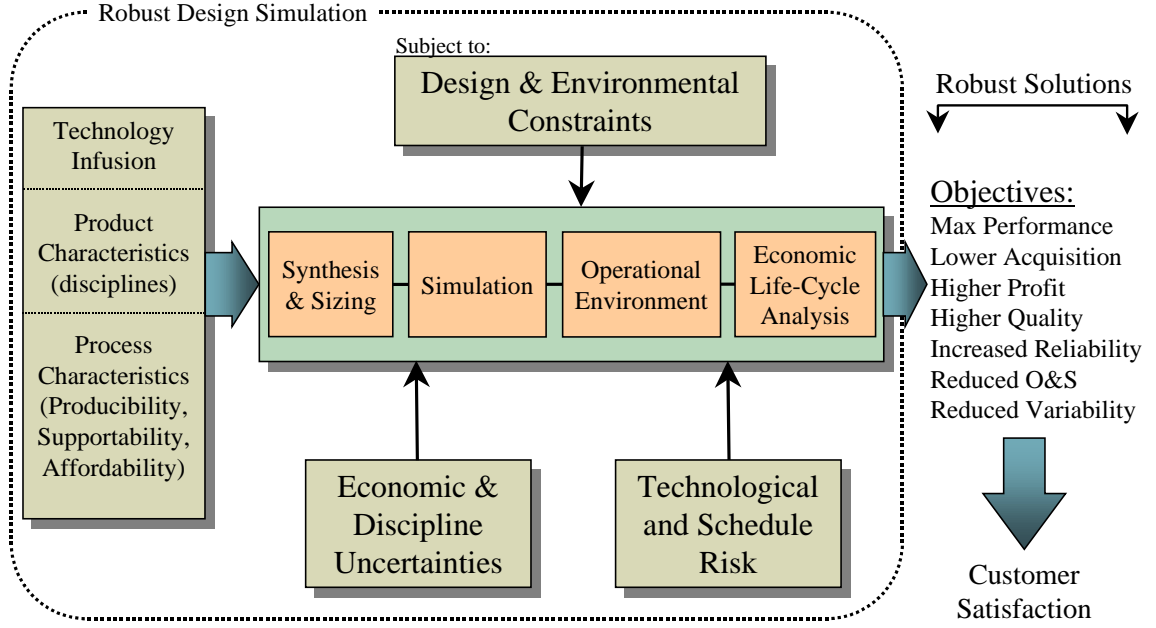 Robust Design Simulation
Subject to:
Design & Environmental
Constraints
Technology
Infusion
Product
Characteristics
(disciplines)
Process
Characteristics
(Producibility,
Supportability,
Affordability)
Synthesis
& Sizing
Simulation
Operational
Environment
Economic
Life-Cycle
Analysis
Economic &
Discipline
Uncertainties
Technological
and Schedule
Risk
Robust Solutions
Objectives:
Max Performance
Lower Acquisition
Higher Profit
Higher Quality
Increased Reliability
Reduced O&S
Reduced Variability
Customer
Satisfaction